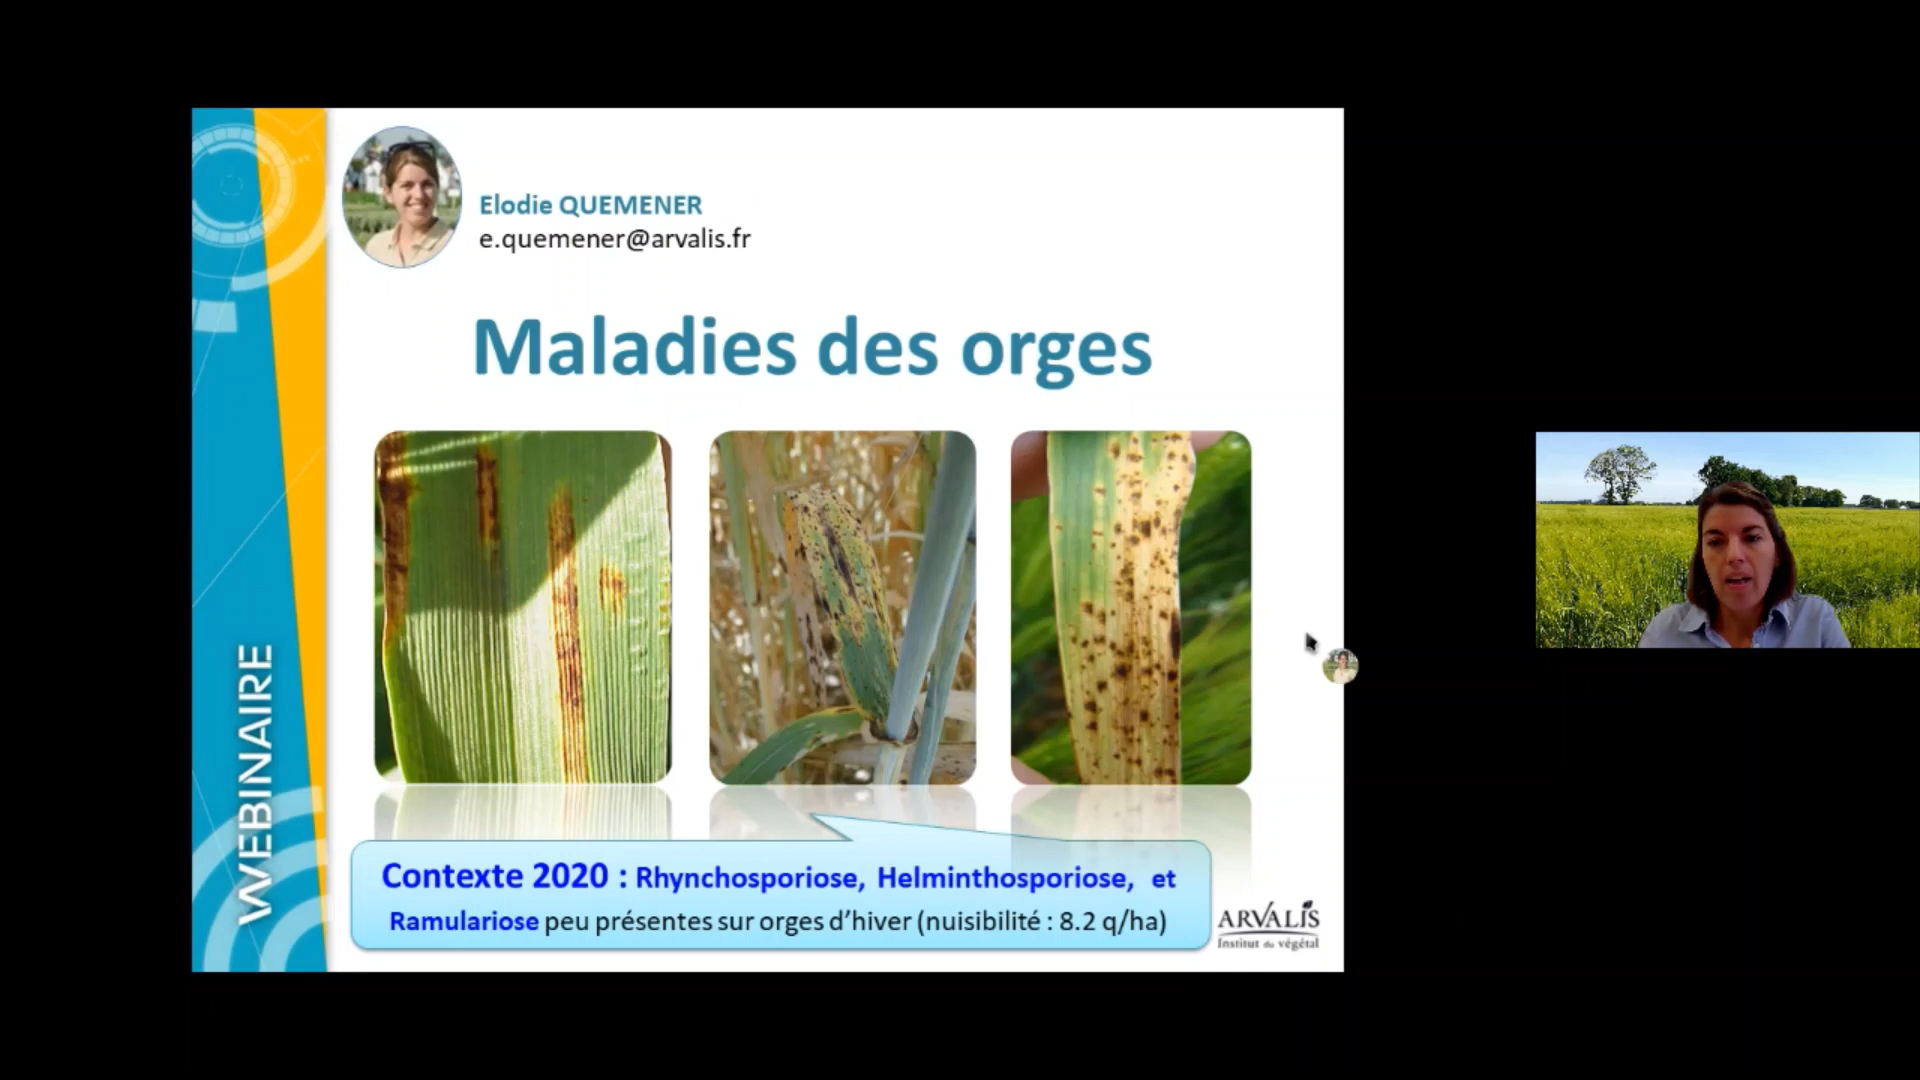 Elodie QUEMENER
e.quemener@arvalis.fr
Maladies des orges
WEBINAIRE
Contexte 2020 : Rhynchosporiose, Helminthosporiose, et
Ramulariose peu présentes sur orges d’hiver (nuisibilité : 8.2 q/ha)
ARVALIS
Institut du végétal